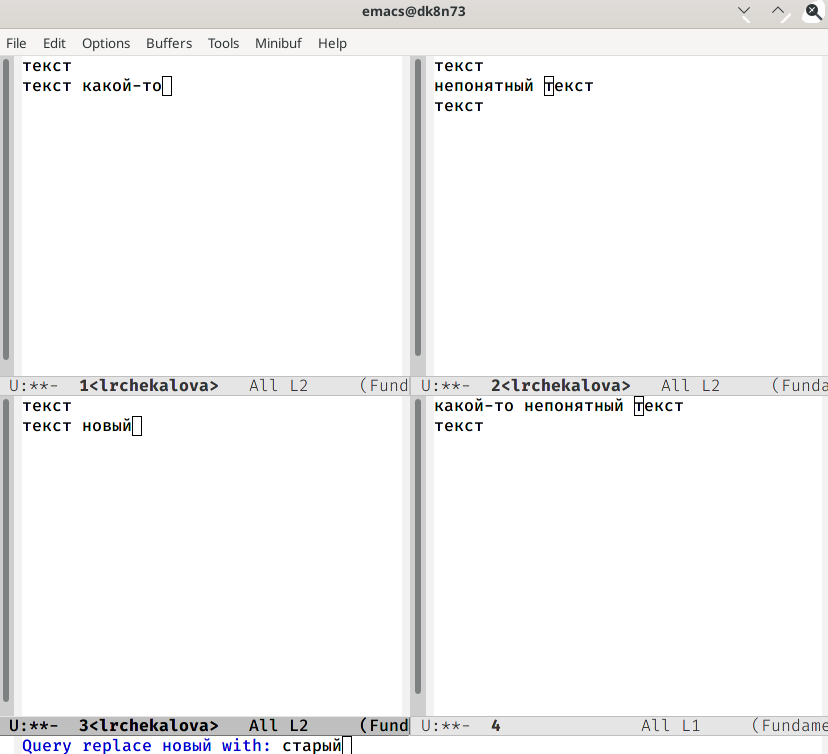 emacs@dk8n73
File Edit Options Buffers Tools Minibuf Help
текст
текст какой-то
U:**- 1<lrchekalova> All L2 (Fund
текст
непонятный текст
текст
U:**- 2<lrchekalova> All L2 (Funda
текст
текст новый
U:**- 3<lrchekalova> All L2 (Fund
какой-то непонятный текст
текст
U:**- 4 All L1 (Fundame
Query replace новый with: старый